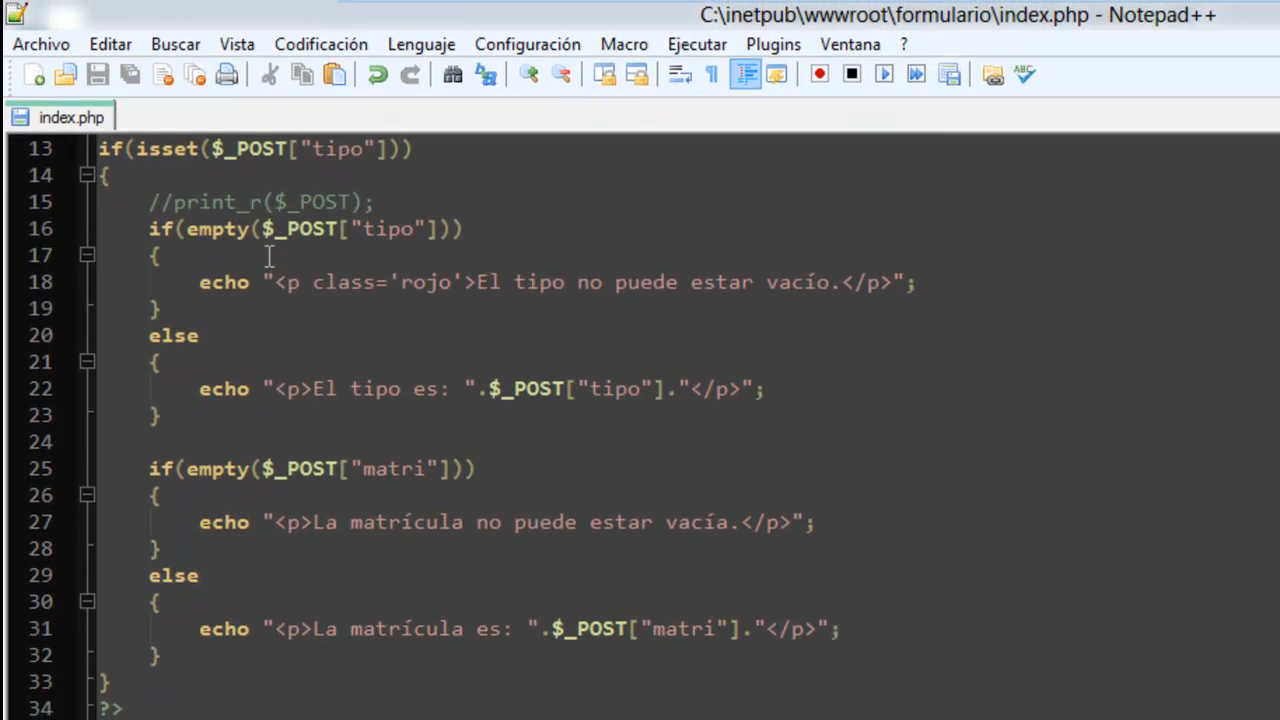 C:\inetpub\wwwroot\formulario\index.php - Notepad++
Archivo Editar Buscar Vista Codificación Lenguaje Configuración Macro Ejecutar Plugins Ventana ?
index.php
13 if(isset($_POST["tipo"]))
14 {
15 //print_r($_POST);
16 if(empty($_POST["tipo"]))
17 {
18 echo "<p class='rojo'>El tipo no puede estar vacío.</p>";
19 }
20 else
21 {
22 echo "<p>El tipo es: ".$_POST["tipo"]."</p>";
23 }
24
25 if(empty($_POST["matri"]))
26 {
27 echo "<p>La matrícula no puede estar vacía.</p>";
28 }
29 else
30 {
31 echo "<p>La matrícula es: ".$_POST["matri"]."</p>";
32 }
33 }
34 ?>